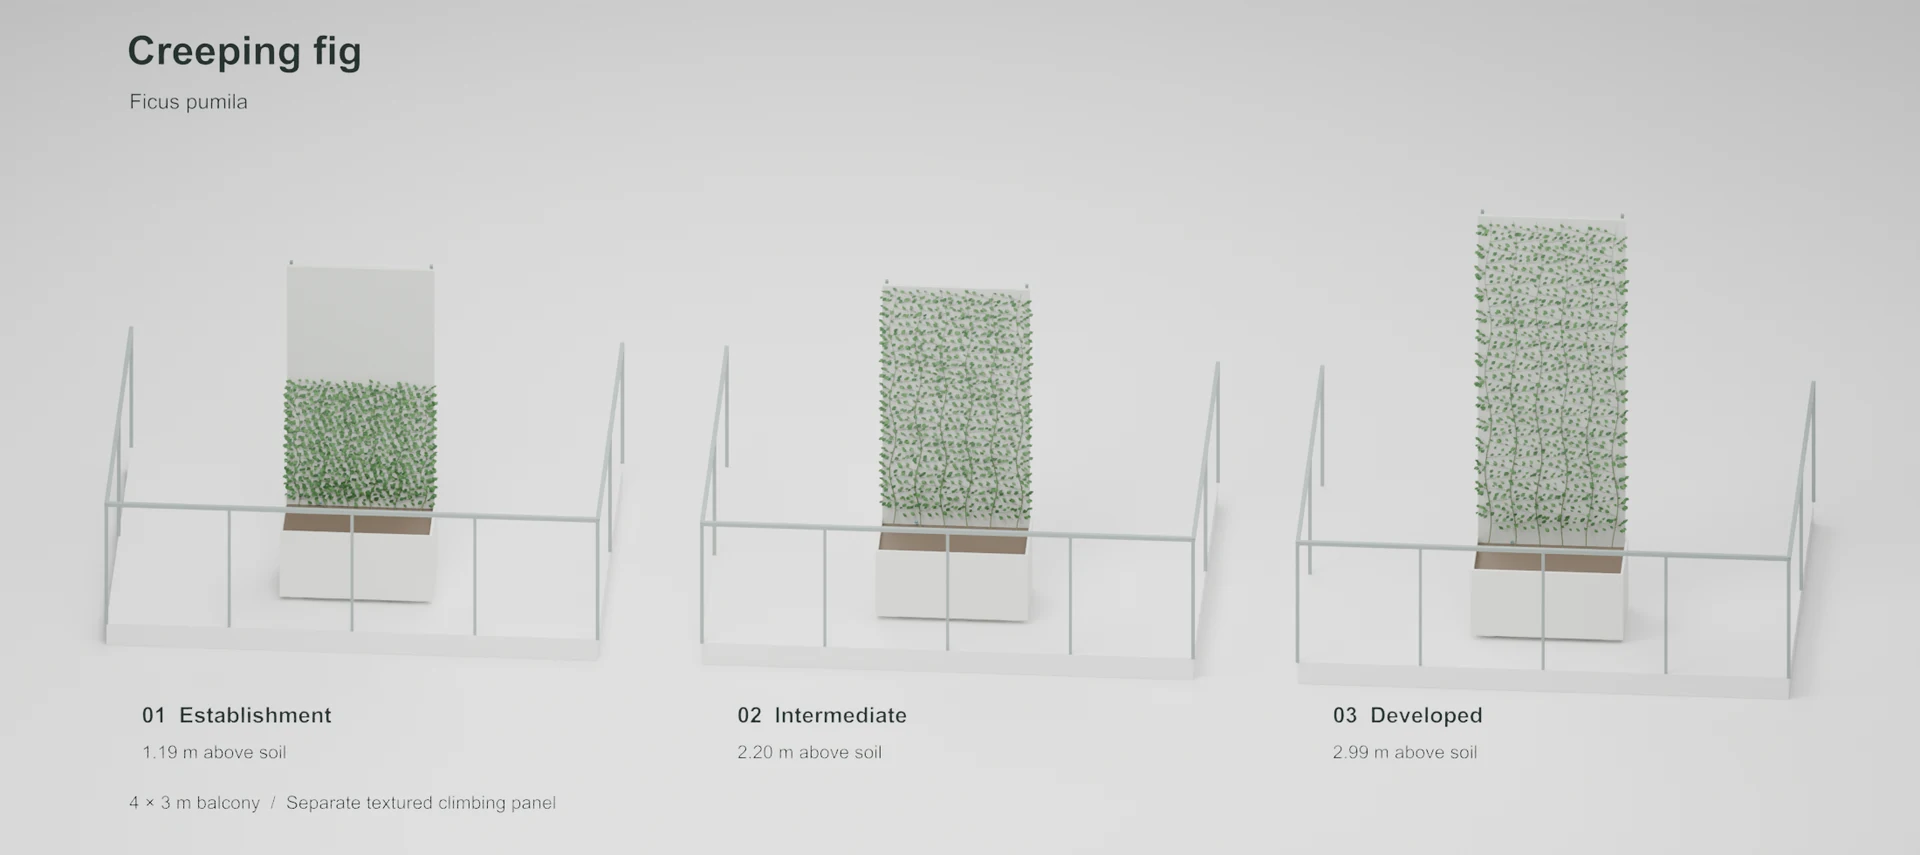 Creeping fig
Ficus pumila
01 Establishment
1.19 m above soil
02 Intermediate
2.20 m above soil
03 Developed
2.99 m above soil
4 × 3 m balcony / Separate textured climbing panel